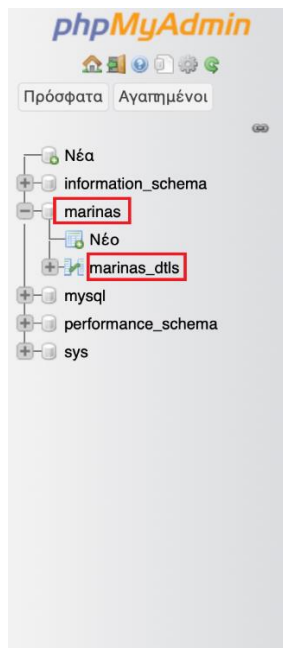 phpMyAdmin
Πρόσφατα Αγαπημένοι
Νέα
information_schema
marinas
Νέο
marinas_dtls
mysql
performance_schema
sys